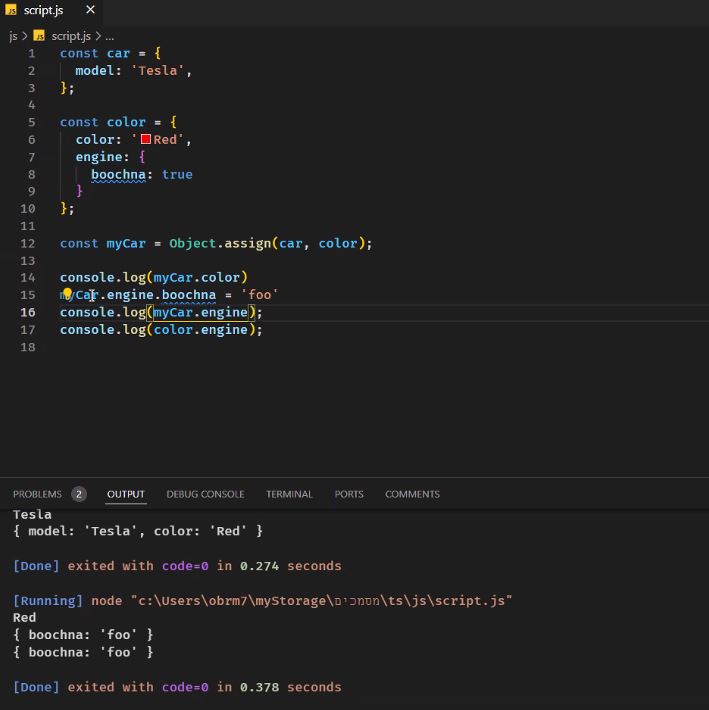 script.js
js > script.js > ...
1 const car = {
2 model: 'Tesla',
3 };
4
5 const color = {
6 color: 'Red',
7 engine: {
8 boochna: true
9 }
10 };
11
12 const myCar = Object.assign(car, color);
13
14 console.log(myCar.color)
15 myCar.engine.boochna = 'foo'
16 console.log(myCar.engine);
17 console.log(color.engine);
18
PROBLEMS 2 OUTPUT DEBUG CONSOLE TERMINAL PORTS COMMENTS
Tesla
{ model: 'Tesla', color: 'Red' }
[Done] exited with code=0 in 0.274 seconds
[Running] node "c:\Users\obrm7\myStorage\מסמכים\ts\js\script.js"
Red
{ boochna: 'foo' }
{ boochna: 'foo' }
[Done] exited with code=0 in 0.378 seconds